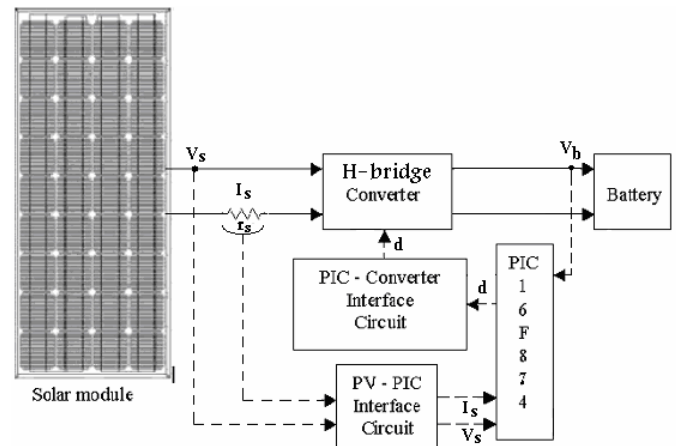 Vs
Vb
Is
rs
H-bridge
Converter
Battery
d
PIC - Converter
Interface
Circuit
d
PIC
1
6
F
8
7
4
PV - PIC
Interface
Circuit
Is
Vs
Solar module